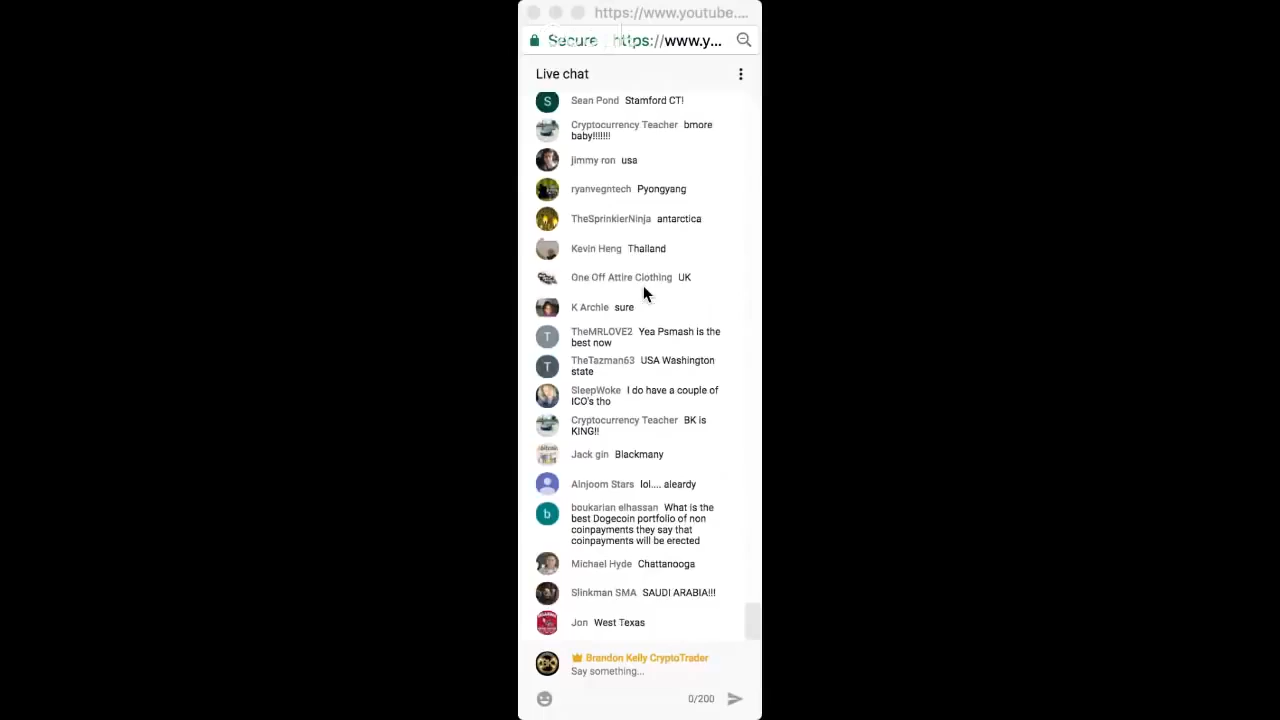 https://www.youtube....
Secure https://www.y...
Live chat
S Sean Pond Stamford CT!
Cryptocurrency Teacher bmore
baby!!!!!!!
jimmy ron usa
ryanvegntech Pyongyang
TheSprinklerNinja antarctica
Kevin Heng Thailand
One Off Attire Clothing UK
K Archie sure
TheMRLOVE2 Yea Psmash is the
T
best now
TheTazman63 USA Washington
T
state
SleepWoke I do have a couple of
ICO's tho
Cryptocurrency Teacher BK is
KING!!
Jack gin Blackmany
Alnjoom Stars lol.... aleardy
boukarian elhassan What is the
b best Dogecoin portfolio of non
coinpayments they say that
coinpayments will be erected
Michael Hyde Chattanooga
Slinkman SMA SAUDI ARABIA!!!
Jon West Texas
Brandon Kelly CryptoTrader
Say something...
0/200